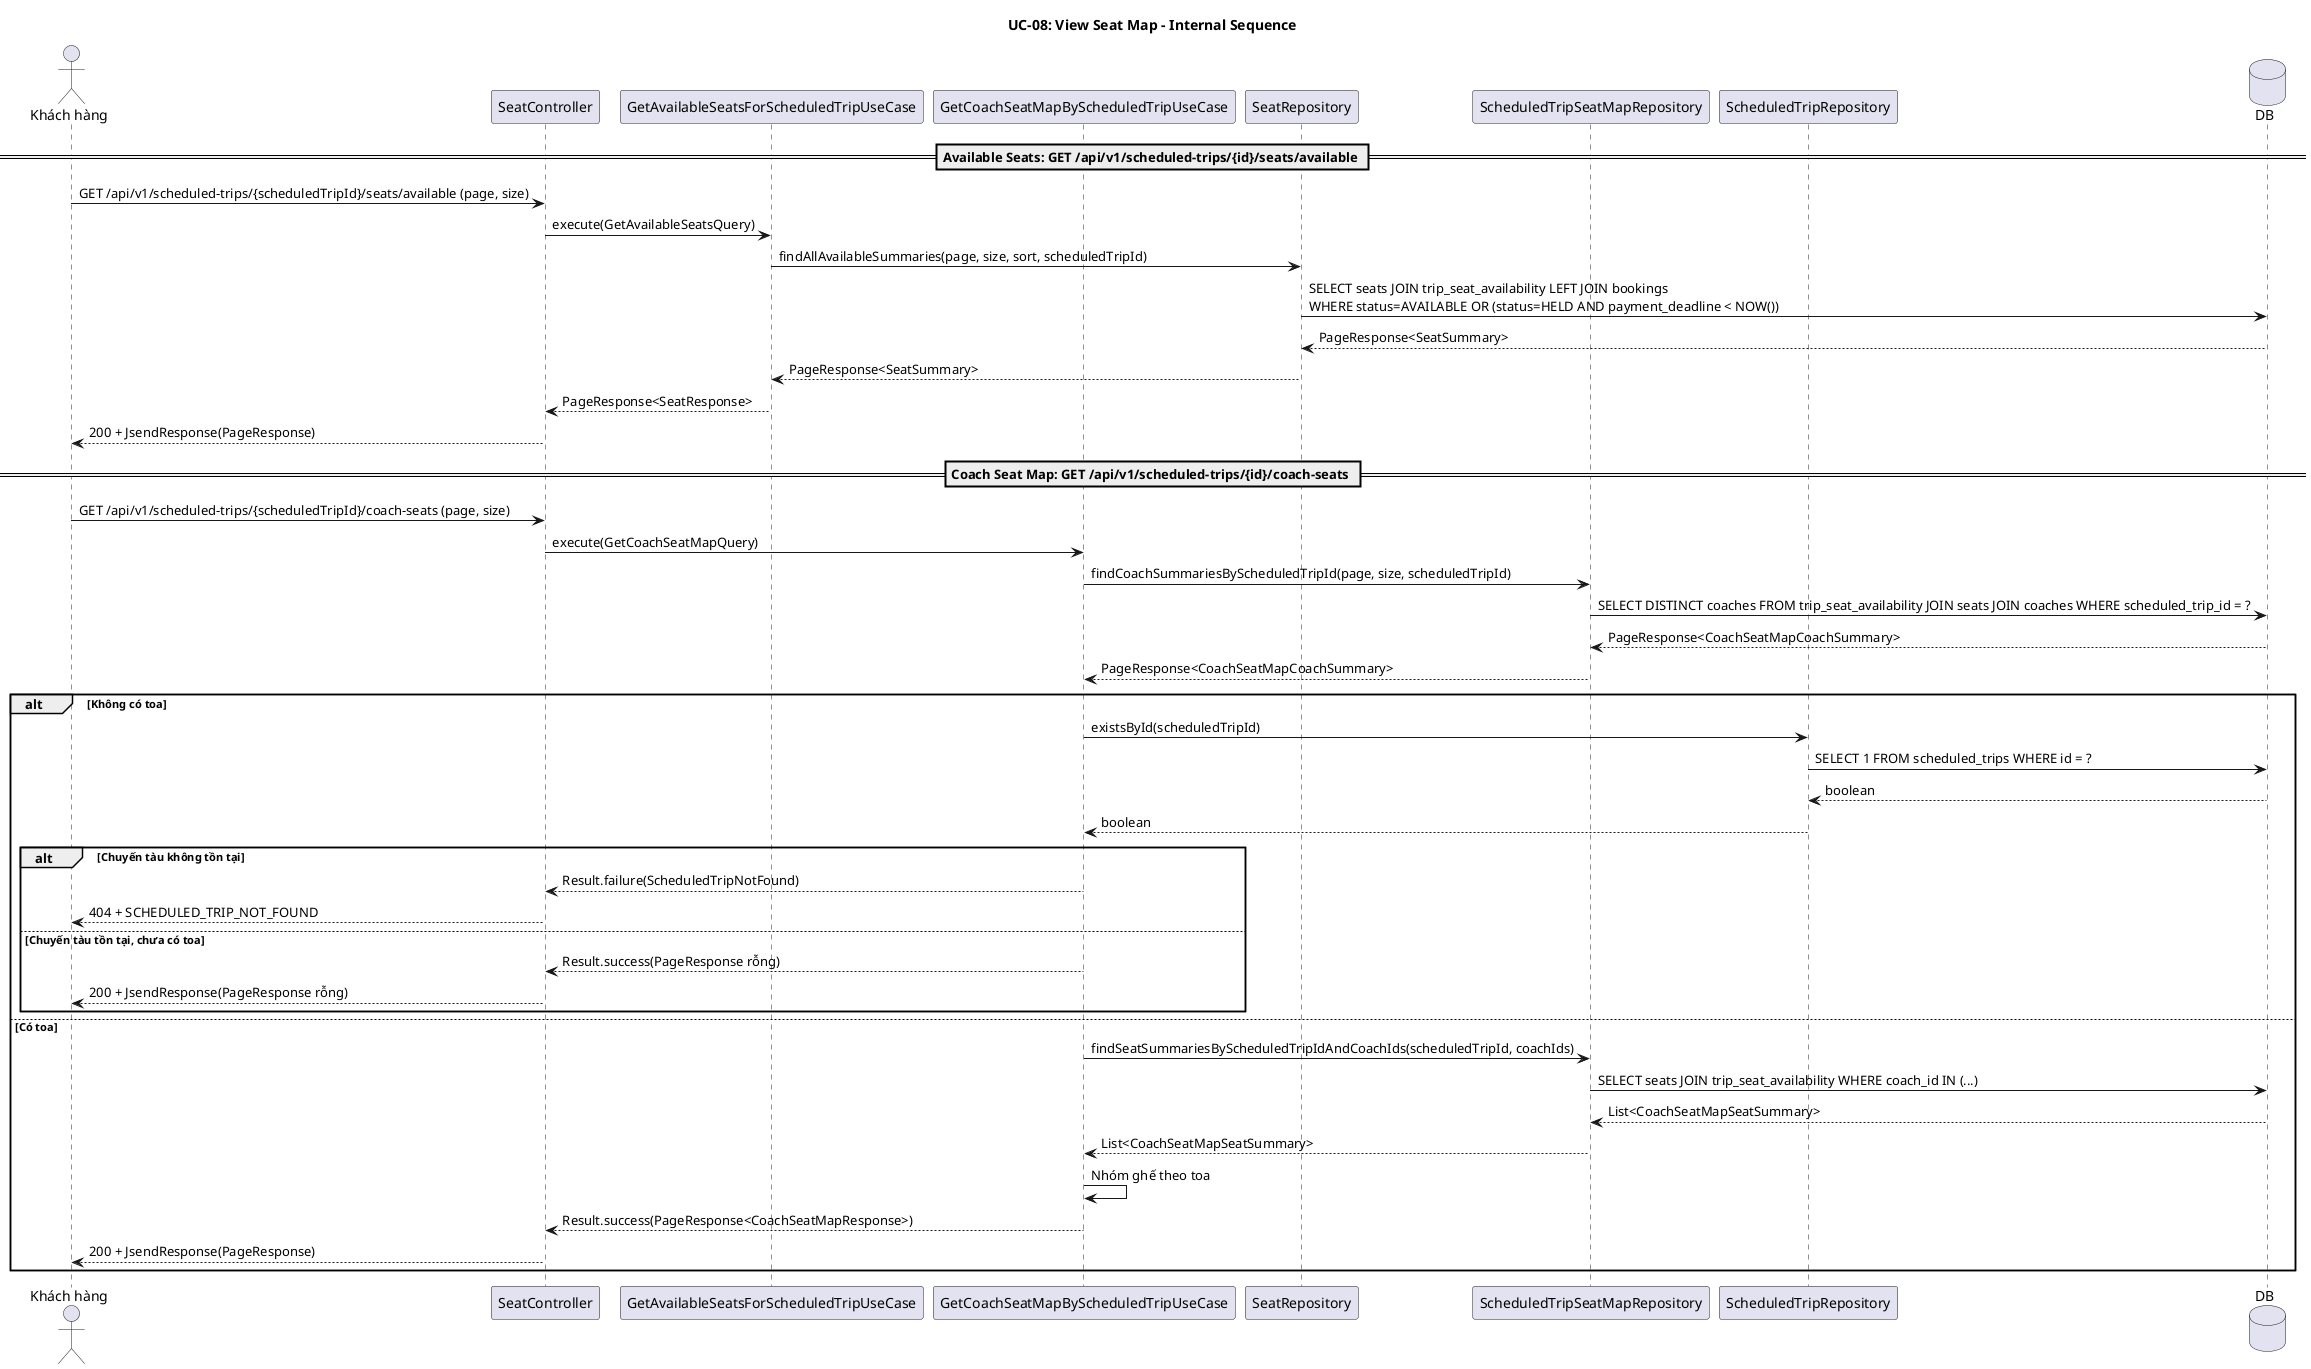 UC-08: View Seat Map - Internal Sequence
Khách hàng
SeatController
GetAvailableSeatsForScheduledTripUseCase
GetCoachSeatMapByScheduledTripUseCase
SeatRepository
ScheduledTripSeatMapRepository
ScheduledTripRepository
DB
Available Seats: GET /api/v1/scheduled-trips/{id}/seats/available
GET /api/v1/scheduled-trips/{scheduledTripId}/seats/available (page, size)
execute(GetAvailableSeatsQuery)
findAllAvailableSummaries(page, size, sort, scheduledTripId)
SELECT seats JOIN trip_seat_availability LEFT JOIN bookings
WHERE status=AVAILABLE OR (status=HELD AND payment_deadline < NOW())
PageResponse<SeatSummary>
PageResponse<SeatSummary>
PageResponse<SeatResponse>
200 + JsendResponse(PageResponse)
Coach Seat Map: GET /api/v1/scheduled-trips/{id}/coach-seats
GET /api/v1/scheduled-trips/{scheduledTripId}/coach-seats (page, size)
execute(GetCoachSeatMapQuery)
findCoachSummariesByScheduledTripId(page, size, scheduledTripId)
SELECT DISTINCT coaches FROM trip_seat_availability JOIN seats JOIN coaches WHERE scheduled_trip_id = ?
PageResponse<CoachSeatMapCoachSummary>
PageResponse<CoachSeatMapCoachSummary>
alt [Không có toa]
existsById(scheduledTripId)
SELECT 1 FROM scheduled_trips WHERE id = ?
boolean
boolean
alt [Chuyến tàu không tồn tại]
Result.failure(ScheduledTripNotFound)
404 + SCHEDULED_TRIP_NOT_FOUND
[Chuyến tàu tồn tại, chưa có toa]
Result.success(PageResponse rỗng)
200 + JsendResponse(PageResponse rỗng)
[Có toa]
findSeatSummariesByScheduledTripIdAndCoachIds(scheduledTripId, coachIds)
SELECT seats JOIN trip_seat_availability WHERE coach_id IN (...)
List<CoachSeatMapSeatSummary>
List<CoachSeatMapSeatSummary>
Nhóm ghế theo toa
Result.success(PageResponse<CoachSeatMapResponse>)
200 + JsendResponse(PageResponse)
Khách hàng
SeatController
GetAvailableSeatsForScheduledTripUseCase
GetCoachSeatMapByScheduledTripUseCase
SeatRepository
ScheduledTripSeatMapRepository
ScheduledTripRepository
DB